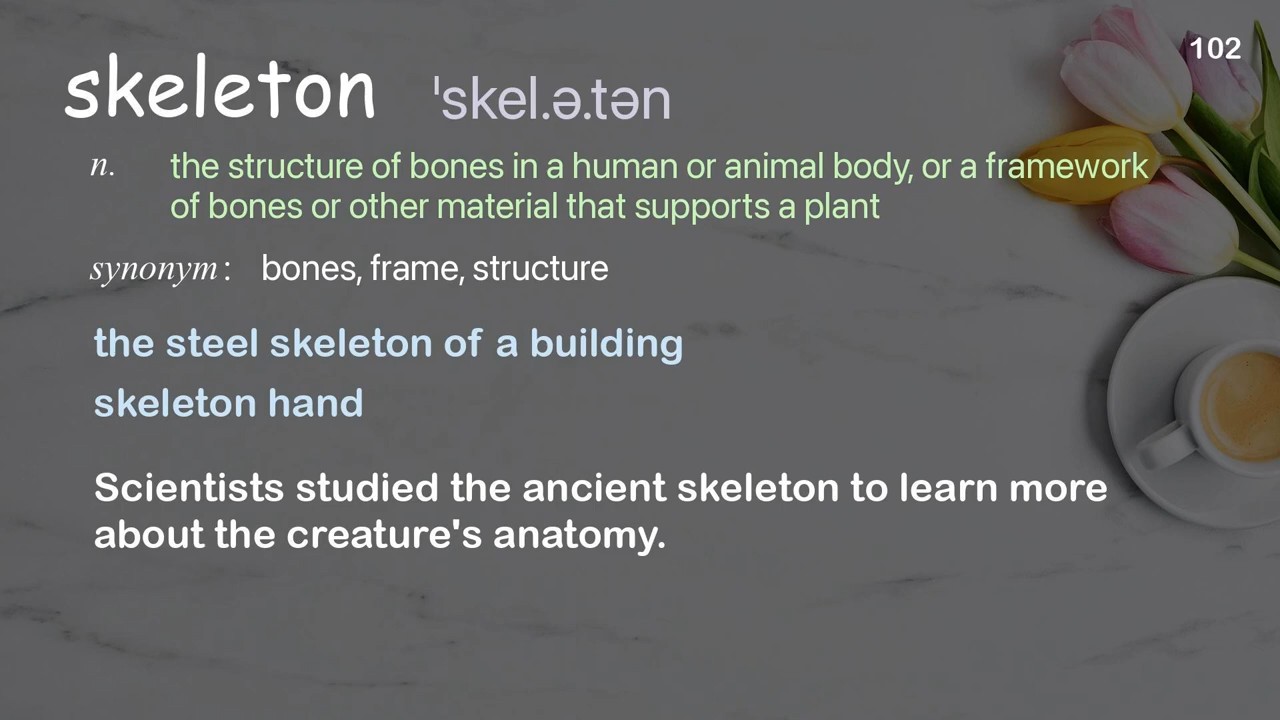 102
skeleton ˈskel.ə.tən
n. the structure of bones in a human or animal body, or a framework
of bones or other material that supports a plant
synonym: bones, frame, structure
the steel skeleton of a building
skeleton hand
Scientists studied the ancient skeleton to learn more
about the creature's anatomy.